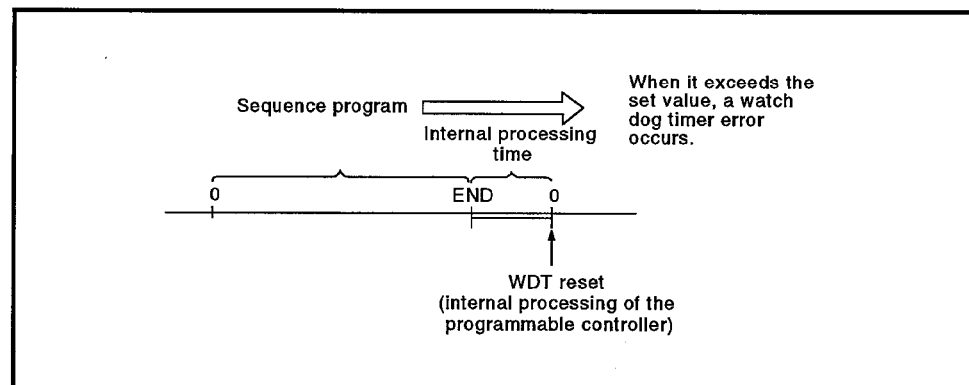 Sequence program
When it exceeds the
set value, a watch
dog timer error
occurs.
Internal processing
time
0
END
0
WDT reset
(internal processing of the
programmable controller)